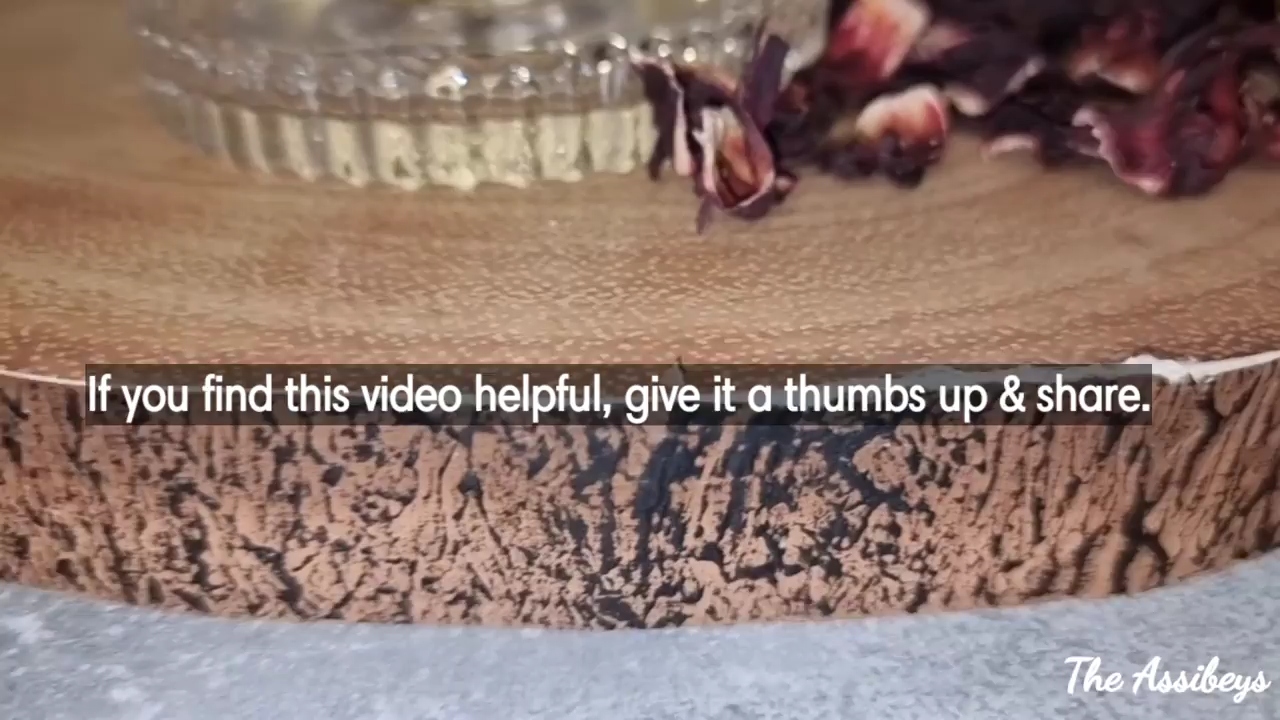 If you find this video helpful, give it a thumbs up & share.
The Assibeys